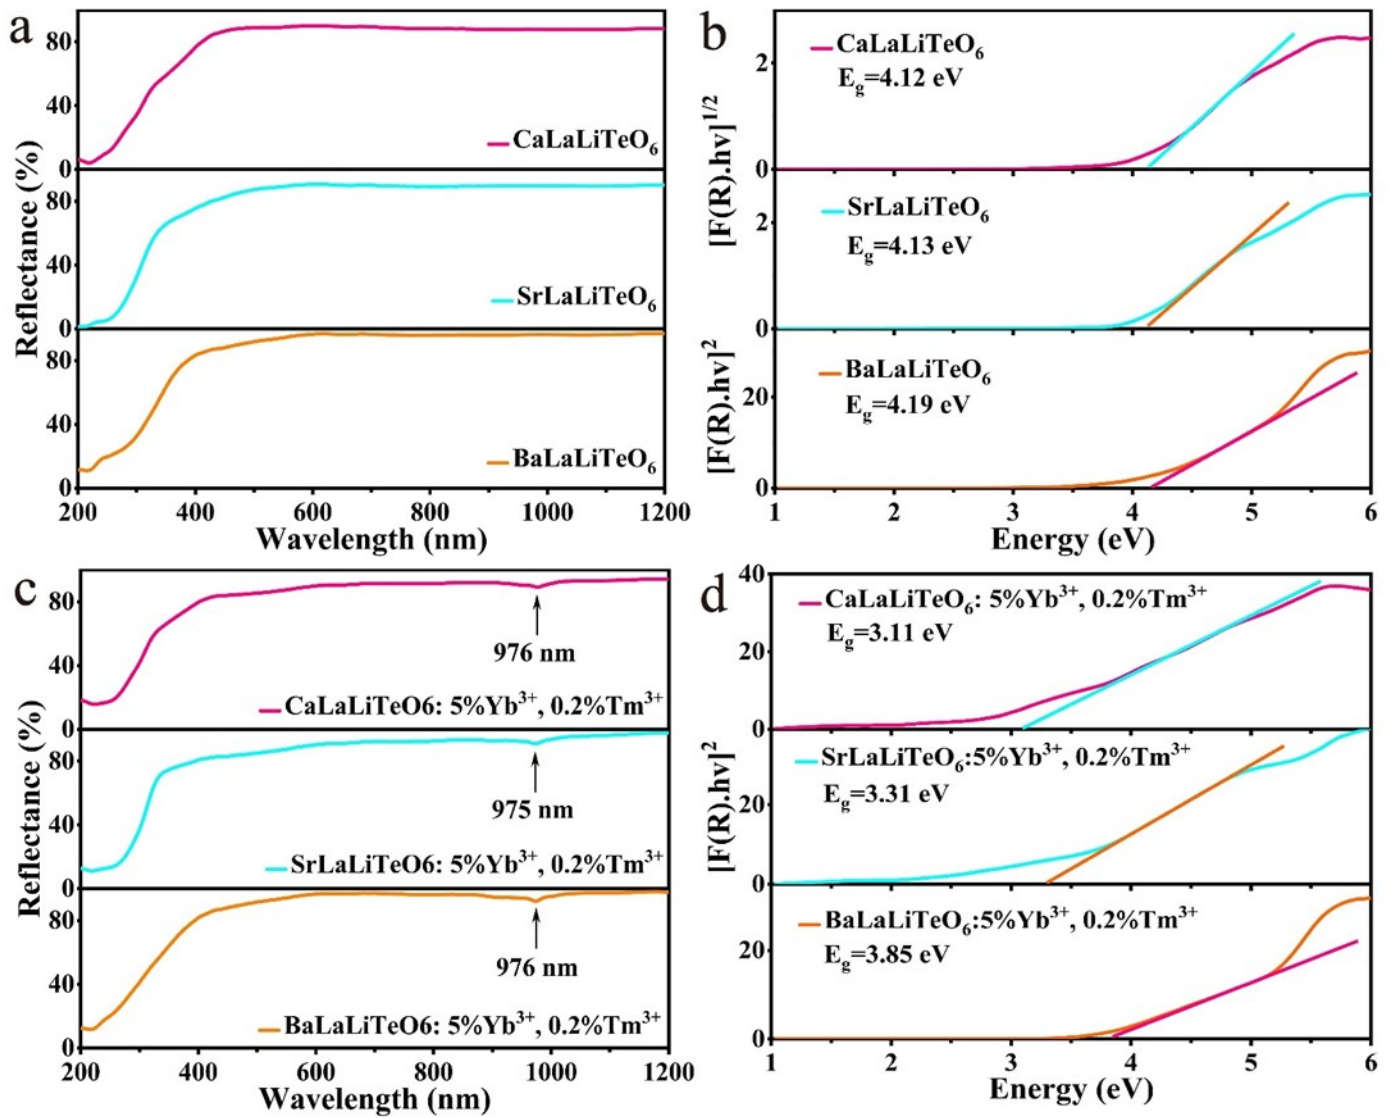 a
80
40
0
CaLaLiTeO₆
80
40
0
SrLaLiTeO₆
80
40
0
BaLaLiTeO₆
200 400 600 800 1000 1200
Wavelength (nm)
Reflectance (%)
b
CaLaLiTeO₆
E_g=4.12 eV
2
0
[F(R).hv]^1/2
SrLaLiTeO₆
E_g=4.13 eV
2
0
BaLaLiTeO₆
E_g=4.19 eV
20
0
[F(R).hv]²
1 2 3 4 5 6
Energy (eV)
c
80
40
0
976 nm
CaLaLiTeO6: 5%Yb³⁺, 0.2%Tm³⁺
80
40
0
975 nm
SrLaLiTeO6: 5%Yb³⁺, 0.2%Tm³⁺
80
40
0
976 nm
BaLaLiTeO6: 5%Yb³⁺, 0.2%Tm³⁺
200 400 600 800 1000 1200
Wavelength (nm)
Reflectance (%)
d
40
20
0
CaLaLiTeO₆: 5%Yb³⁺, 0.2%Tm³⁺
E_g=3.11 eV
SrLaLiTeO₆:5%Yb³⁺, 0.2%Tm³⁺
E_g=3.31 eV
20
0
BaLaLiTeO₆:5%Yb³⁺, 0.2%Tm³⁺
E_g=3.85 eV
20
0
[F(R).hv]²
1 2 3 4 5 6
Energy (eV)